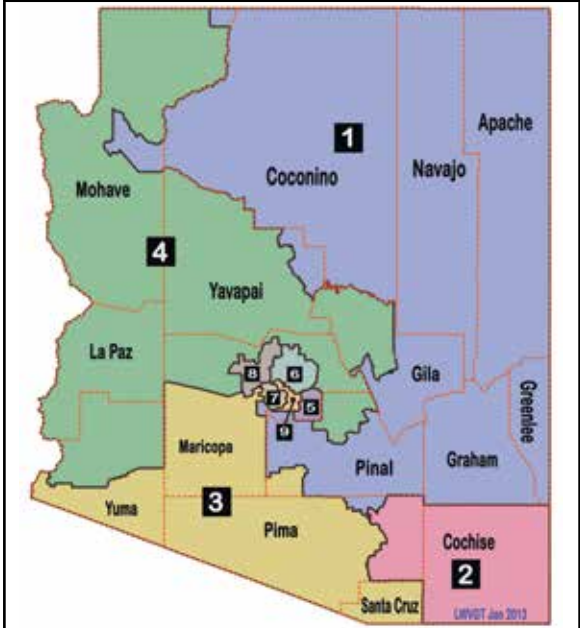 Apache
1
Navajo
Coconino
Mohave
4
Yavapai
La Paz
8
6
Gila
7
5
Greenlee
9
Maricopa
Pinal
Graham
3
Yuma
Pima
Cochise
2
Santa Cruz
LWVGT Jan 2013